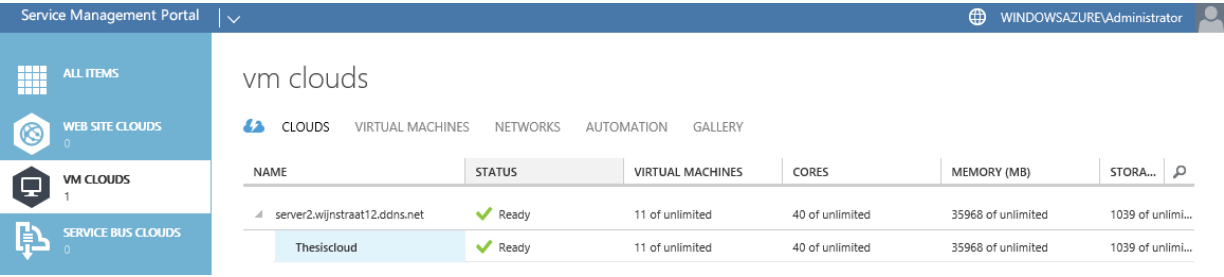 Service Management Portal WINDOWSAZURE\Administrator
ALL ITEMS
WEB SITE CLOUDS
0
VM CLOUDS
1
SERVICE BUS CLOUDS
0
vm clouds
CLOUDS VIRTUAL MACHINES NETWORKS AUTOMATION GALLERY
NAME STATUS VIRTUAL MACHINES CORES MEMORY (MB) STORA...
server2.wijnstraat12.ddns.net Ready 11 of unlimited 40 of unlimited 35968 of unlimited 1039 of unlimi...
Thesiscloud Ready 11 of unlimited 40 of unlimited 35968 of unlimited 1039 of unlimi...